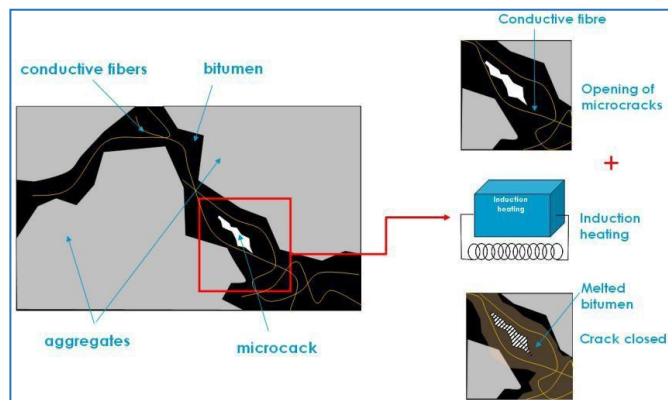 conductive fibers
bitumen
aggregates
microcack
Conductive fibre
Opening of
microcracks
+
Induction
heating
Induction
heating
Melted
bitumen
Crack closed